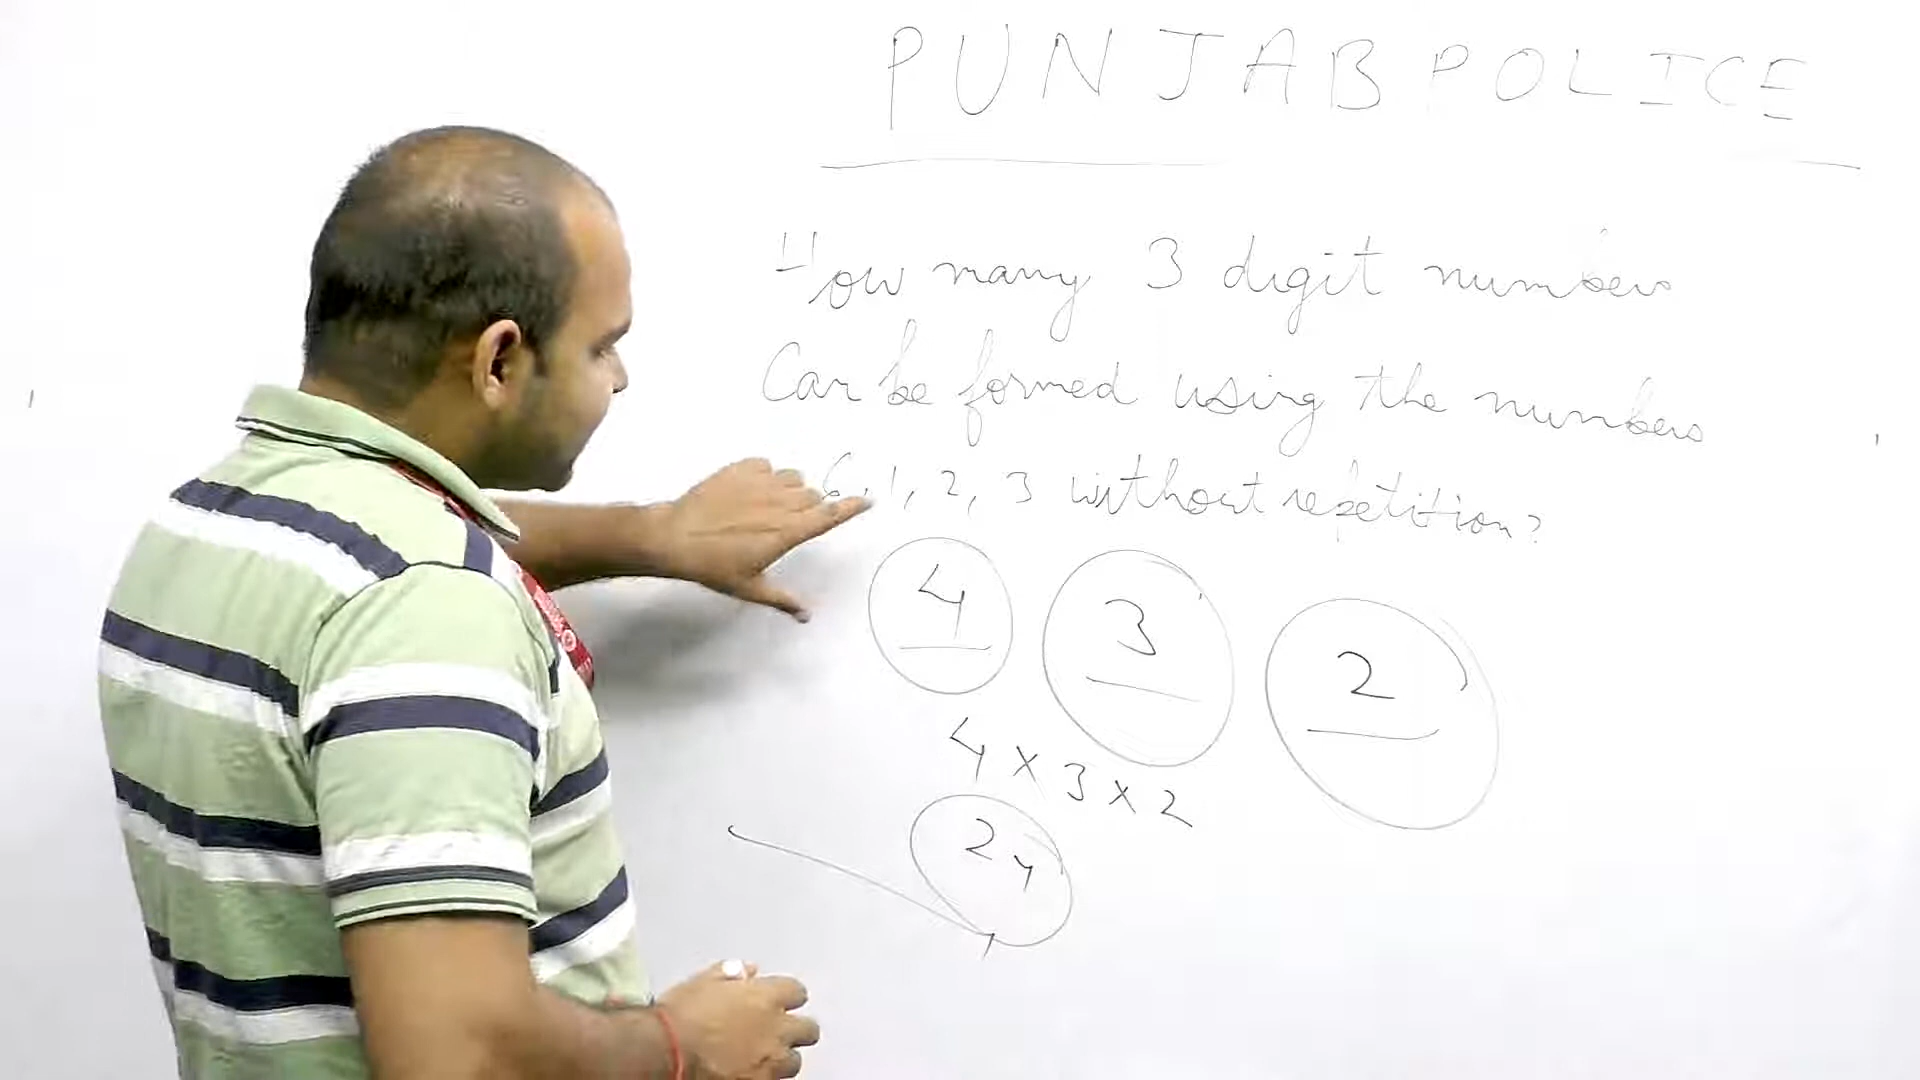 PUNJAB POLICE
How many 3 digit numbers
Can be formed using the numbers
6, 1, 2, 3 without repetition?
4 3 2
4 × 3 × 2
24